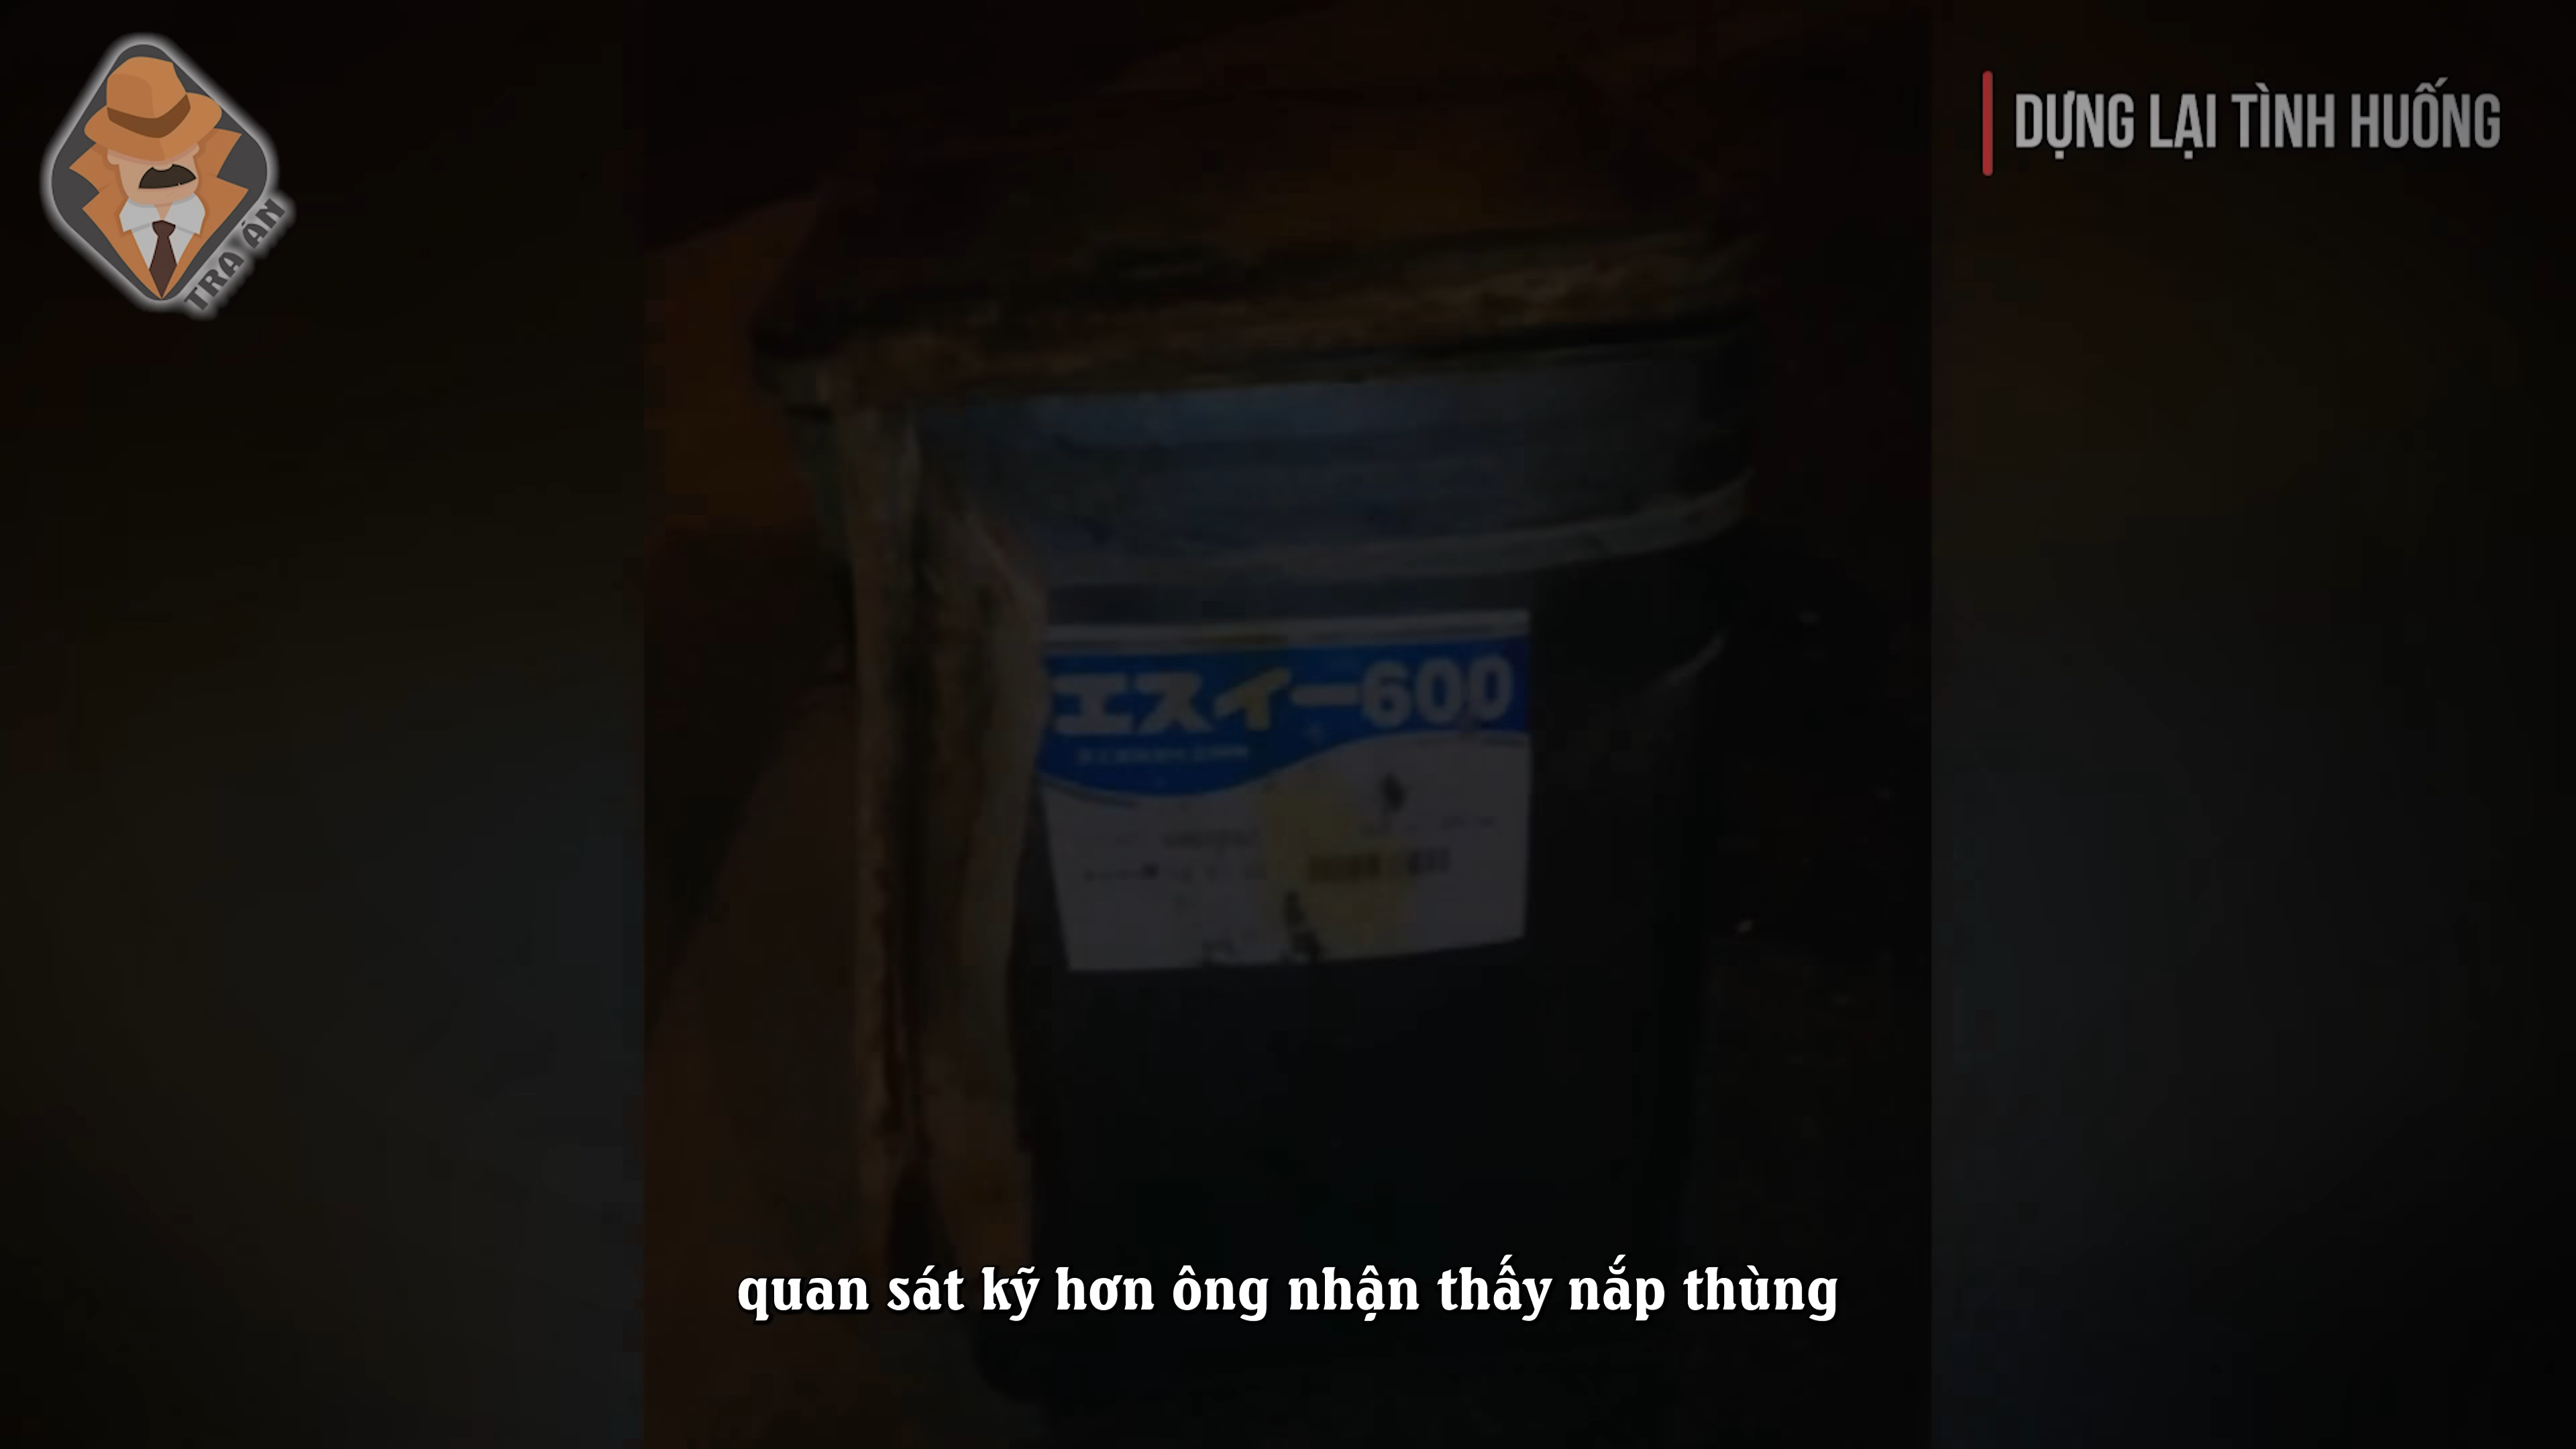 TRA ÁN
DỰNG LẠI TÌNH HUỐNG
エスイー600
quan sát kỹ hơn ông nhận thấy nắp thùng